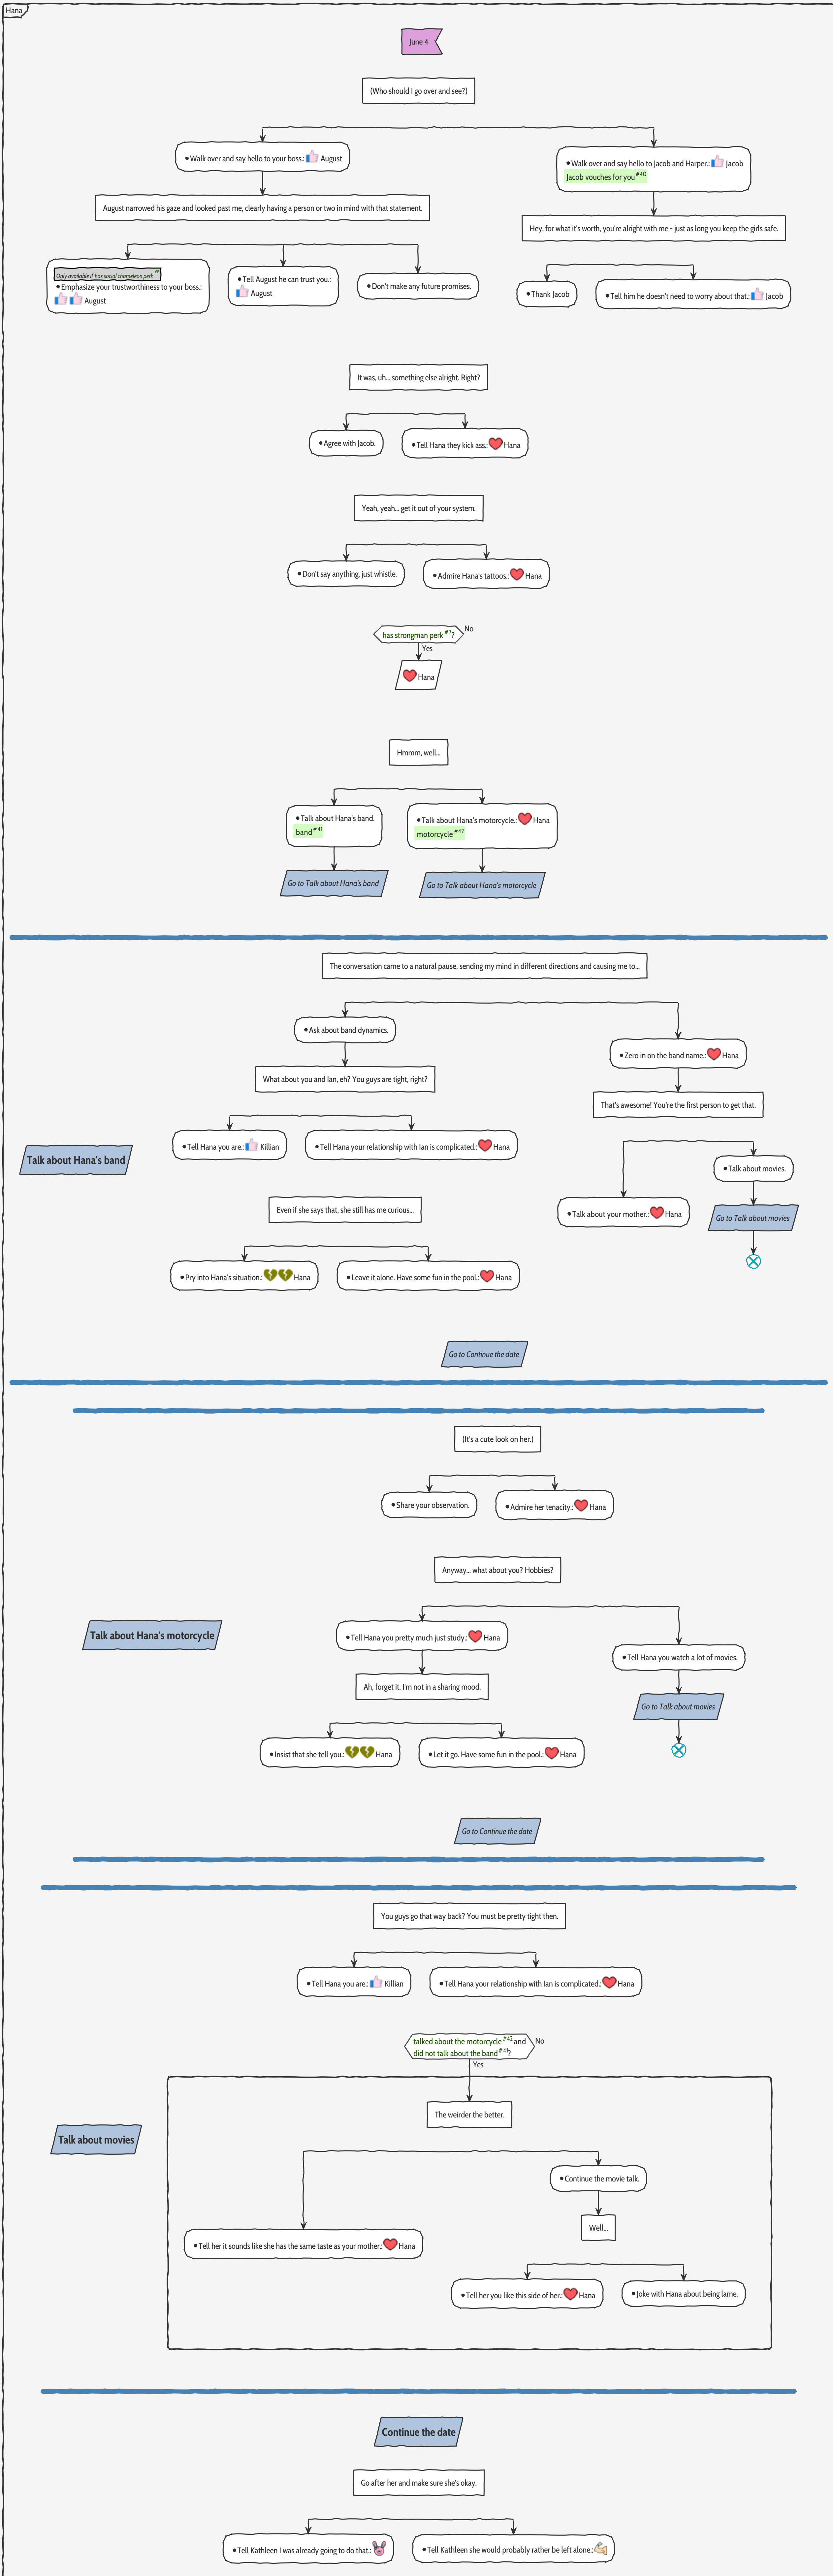 Hana
June 4
(Who should I go over and see?)
•Walk over and say hello to your boss.: August
•Walk over and say hello to Jacob and Harper.: Jacob
Jacob vouches for you #40
August narrowed his gaze and looked past me, clearly having a person or two in mind with that statement.
Hey, for what it's worth, you're alright with me - just as long you keep the girls safe.
Only available if has social chameleon perk
•Emphasize your trustworthiness to your boss.:
August
•Tell August he can trust you.:
August
•Don't make any future promises.
•Thank Jacob
•Tell him he doesn't need to worry about that.: Jacob
It was, uh... something else alright. Right?
•Agree with Jacob.
•Tell Hana they kick ass.: Hana
Yeah, yeah... get it out of your system.
•Don't say anything, just whistle.
•Admire Hana's tattoos.: Hana
has strongman perk #7?
No
Yes
Hana
Hmmm, well...
•Talk about Hana's band.
band #41
•Talk about Hana's motorcycle.: Hana
motorcycle #42
Go to Talk about Hana's band
Go to Talk about Hana's motorcycle
The conversation came to a natural pause, sending my mind in different directions and causing me to...
•Ask about band dynamics.
•Zero in on the band name.: Hana
What about you and Ian, eh? You guys are tight, right?
That's awesome! You're the first person to get that.
Talk about Hana's band
•Tell Hana you are.: Killian
•Tell Hana your relationship with Ian is complicated.: Hana
•Talk about movies.
Even if she says that, she still has me curious...
•Talk about your mother.: Hana
Go to Talk about movies
•Pry into Hana's situation.: Hana
•Leave it alone. Have some fun in the pool.: Hana
Go to Continue the date
(It's a cute look on her.)
•Share your observation.
•Admire her tenacity.: Hana
Anyway... what about you? Hobbies?
Talk about Hana's motorcycle
•Tell Hana you pretty much just study.: Hana
•Tell Hana you watch a lot of movies.
Ah, forget it. I'm not in a sharing mood.
Go to Talk about movies
•Insist that she tell you.: Hana
•Let it go. Have some fun in the pool.: Hana
Go to Continue the date
You guys go that way back? You must be pretty tight then.
•Tell Hana you are.: Killian
•Tell Hana your relationship with Ian is complicated.: Hana
talked about the motorcycle #42 and
did not talk about the band #41?
No
Yes
The weirder the better.
Talk about movies
•Continue the movie talk.
Well...
•Tell her it sounds like she has the same taste as your mother.: Hana
•Tell her you like this side of her.: Hana
•Joke with Hana about being lame.
Continue the date
Go after her and make sure she's okay.
•Tell Kathleen I was already going to do that.:
•Tell Kathleen she would probably rather be left alone.: